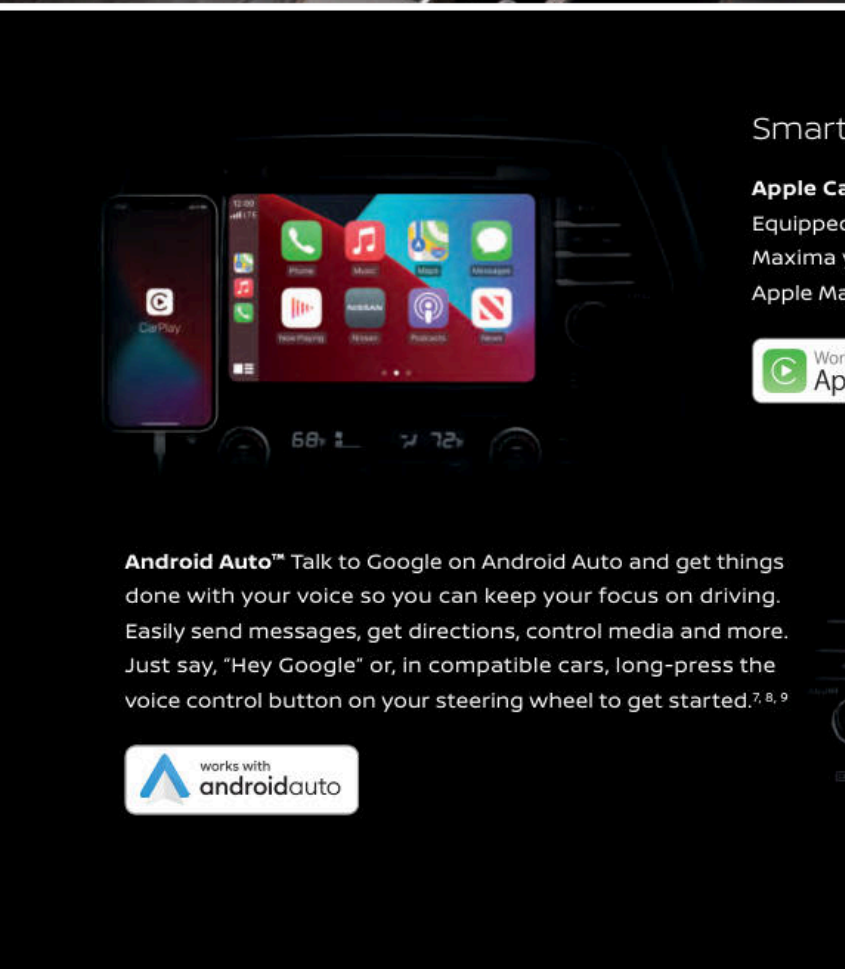 Smart
Apple Ca
Equipped
Maxima
Apple Ma
Wor
Ap
12:00
LTE
Phone
Music
Maps
Messages
CarPlay
NISSAN
Now Playing
Nissan
Podcasts
News
68°
72°
Android Auto™ Talk to Google on Android Auto and get things
done with your voice so you can keep your focus on driving.
Easily send messages, get directions, control media and more.
Just say, "Hey Google" or, in compatible cars, long-press the
voice control button on your steering wheel to get started.7, 8, 9
works with
androidauto